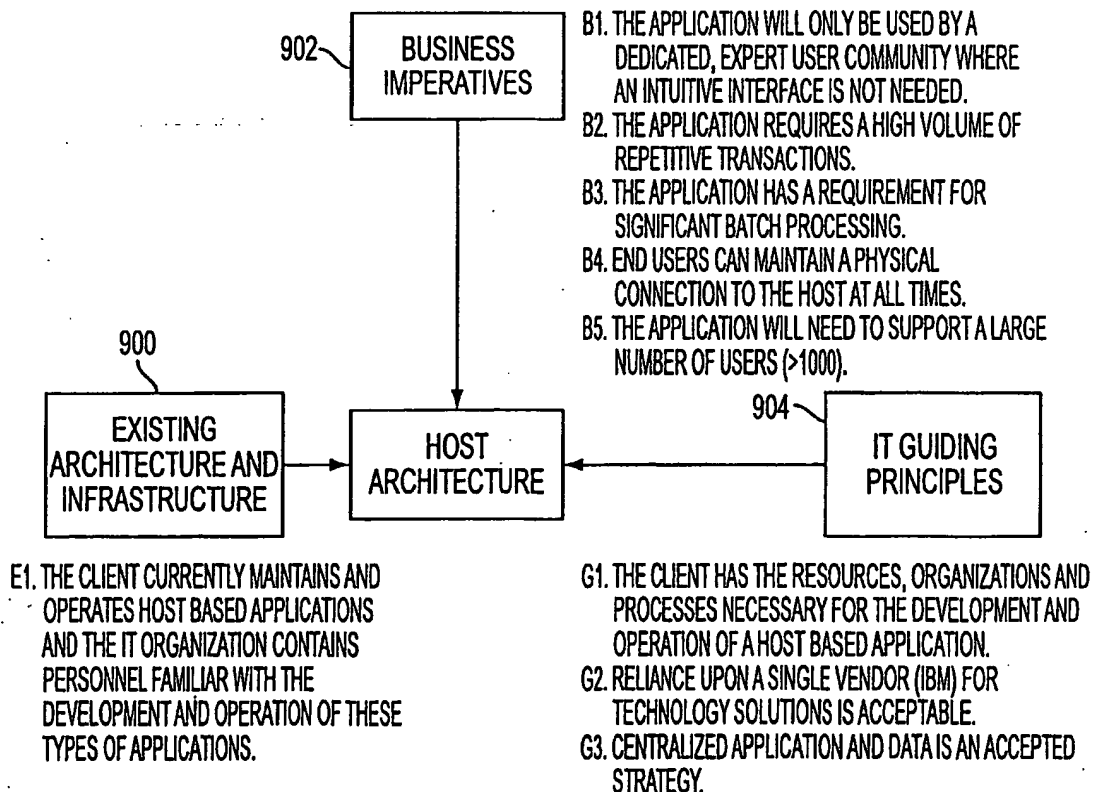 902
BUSINESS
IMPERATIVES
B1. THE APPLICATION WILL ONLY BE USED BY A
DEDICATED, EXPERT USER COMMUNITY WHERE
AN INTUITIVE INTERFACE IS NOT NEEDED.
B2. THE APPLICATION REQUIRES A HIGH VOLUME OF
REPETITIVE TRANSACTIONS.
B3. THE APPLICATION HAS A REQUIREMENT FOR
SIGNIFICANT BATCH PROCESSING.
B4. END USERS CAN MAINTAIN A PHYSICAL
CONNECTION TO THE HOST AT ALL TIMES.
B5. THE APPLICATION WILL NEED TO SUPPORT A LARGE
NUMBER OF USERS (>1000).
900
EXISTING
ARCHITECTURE AND
INFRASTRUCTURE
HOST
ARCHITECTURE
904
IT GUIDING
PRINCIPLES
E1. THE CLIENT CURRENTLY MAINTAINS AND
OPERATES HOST BASED APPLICATIONS
AND THE IT ORGANIZATION CONTAINS
PERSONNEL FAMILIAR WITH THE
DEVELOPMENT AND OPERATION OF THESE
TYPES OF APPLICATIONS.
G1. THE CLIENT HAS THE RESOURCES, ORGANIZATIONS AND
PROCESSES NECESSARY FOR THE DEVELOPMENT AND
OPERATION OF A HOST BASED APPLICATION.
G2. RELIANCE UPON A SINGLE VENDOR (IBM) FOR
TECHNOLOGY SOLUTIONS IS ACCEPTABLE.
G3. CENTRALIZED APPLICATION AND DATA IS AN ACCEPTED
STRATEGY.